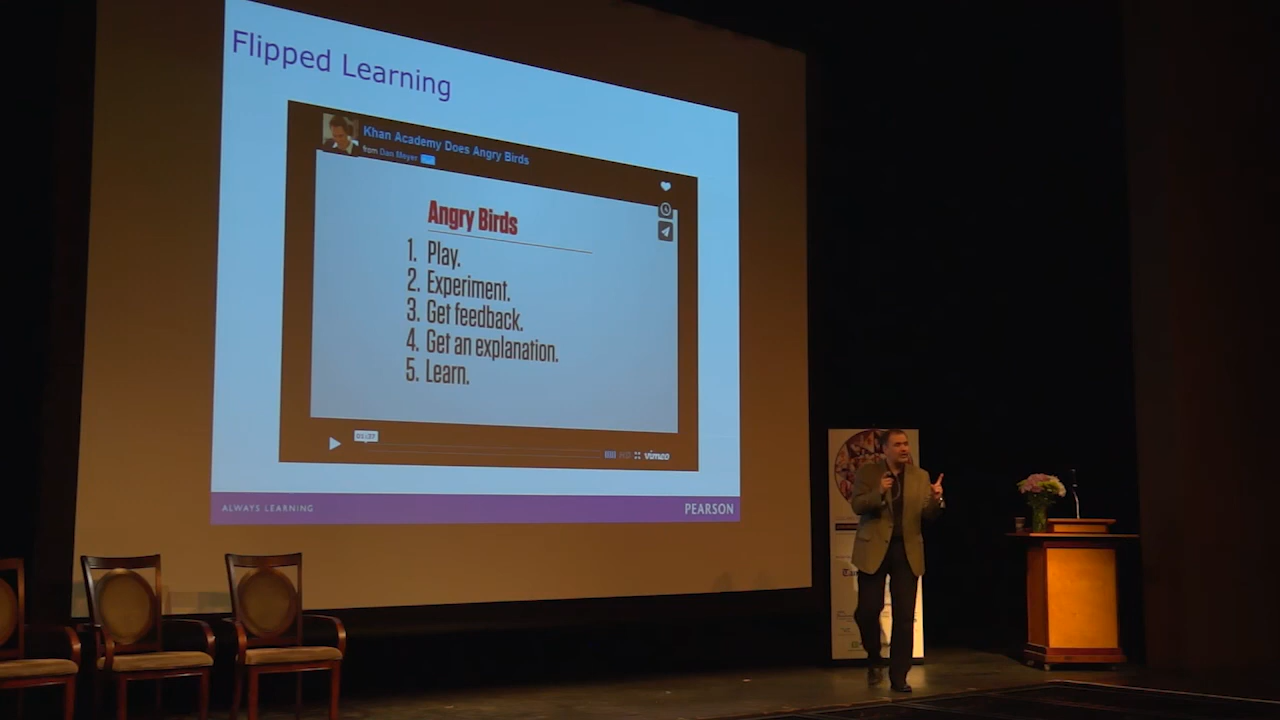 Flipped Learning
Khan Academy Does Angry Birds
from Dan Meyer
Angry Birds
1. Play.
2. Experiment.
3. Get feedback.
4. Get an explanation.
5. Learn.
01:37
vimeo
ALWAYS LEARNING
PEARSON